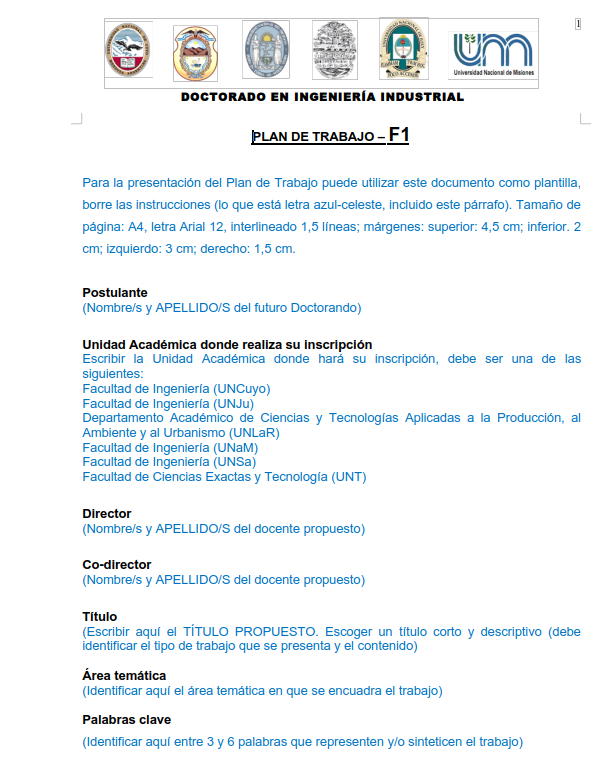 1
Universidad Nacional de Misiones
DOCTORADO EN INGENIERÍA INDUSTRIAL
PLAN DE TRABAJO – F1
Para la presentación del Plan de Trabajo puede utilizar este documento como plantilla,
borre las instrucciones (lo que está letra azul-celeste, incluido este párrafo). Tamaño de
página: A4, letra Arial 12, interlineado 1,5 líneas; márgenes: superior: 4,5 cm; inferior. 2
cm; izquierdo: 3 cm; derecho: 1,5 cm.
Postulante
(Nombre/s y APELLIDO/S del futuro Doctorando)
Unidad Académica donde realiza su inscripción
Escribir la Unidad Académica donde hará su inscripción, debe ser una de las
siguientes:
Facultad de Ingeniería (UNCuyo)
Facultad de Ingeniería (UNJu)
Departamento Académico de Ciencias y Tecnologías Aplicadas a la Producción, al
Ambiente y al Urbanismo (UNLaR)
Facultad de Ingeniería (UNaM)
Facultad de Ingeniería (UNSa)
Facultad de Ciencias Exactas y Tecnología (UNT)
Director
(Nombre/s y APELLIDO/S del docente propuesto)
Co-director
(Nombre/s y APELLIDO/S del docente propuesto)
Título
(Escribir aquí el TÍTULO PROPUESTO. Escoger un título corto y descriptivo (debe
identificar el tipo de trabajo que se presenta y el contenido)
Área temática
(Identificar aquí el área temática en que se encuadra el trabajo)
Palabras clave
(Identificar aquí entre 3 y 6 palabras que representen y/o sinteticen el trabajo)